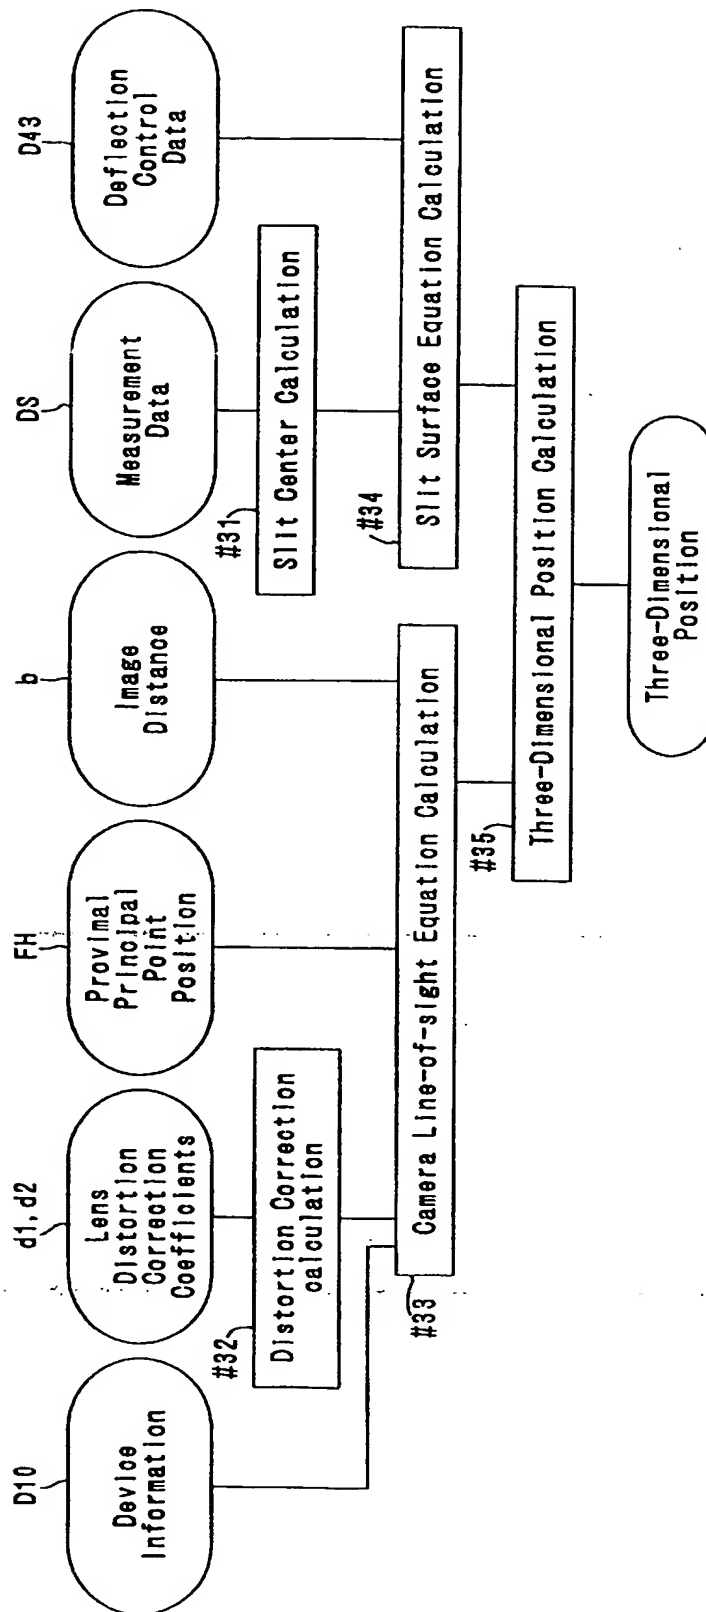 D10
d1, d2
FH
b
DS
D43
Device
Information
Lens
Distortion
Correction
Coefficients
Provimal
Principal
Point
Position
Image
Distance
Measurement
Data
Deflection
Control
Data
#32
Distortion Correction
calculation
#31
Slit Center Calculation
#33
Camera Line-of-sight Equation Calculation
#34
Slit Surface Equation Calculation
#35
Three-Dimensional Position Calculation
Three-Dimensional
Position